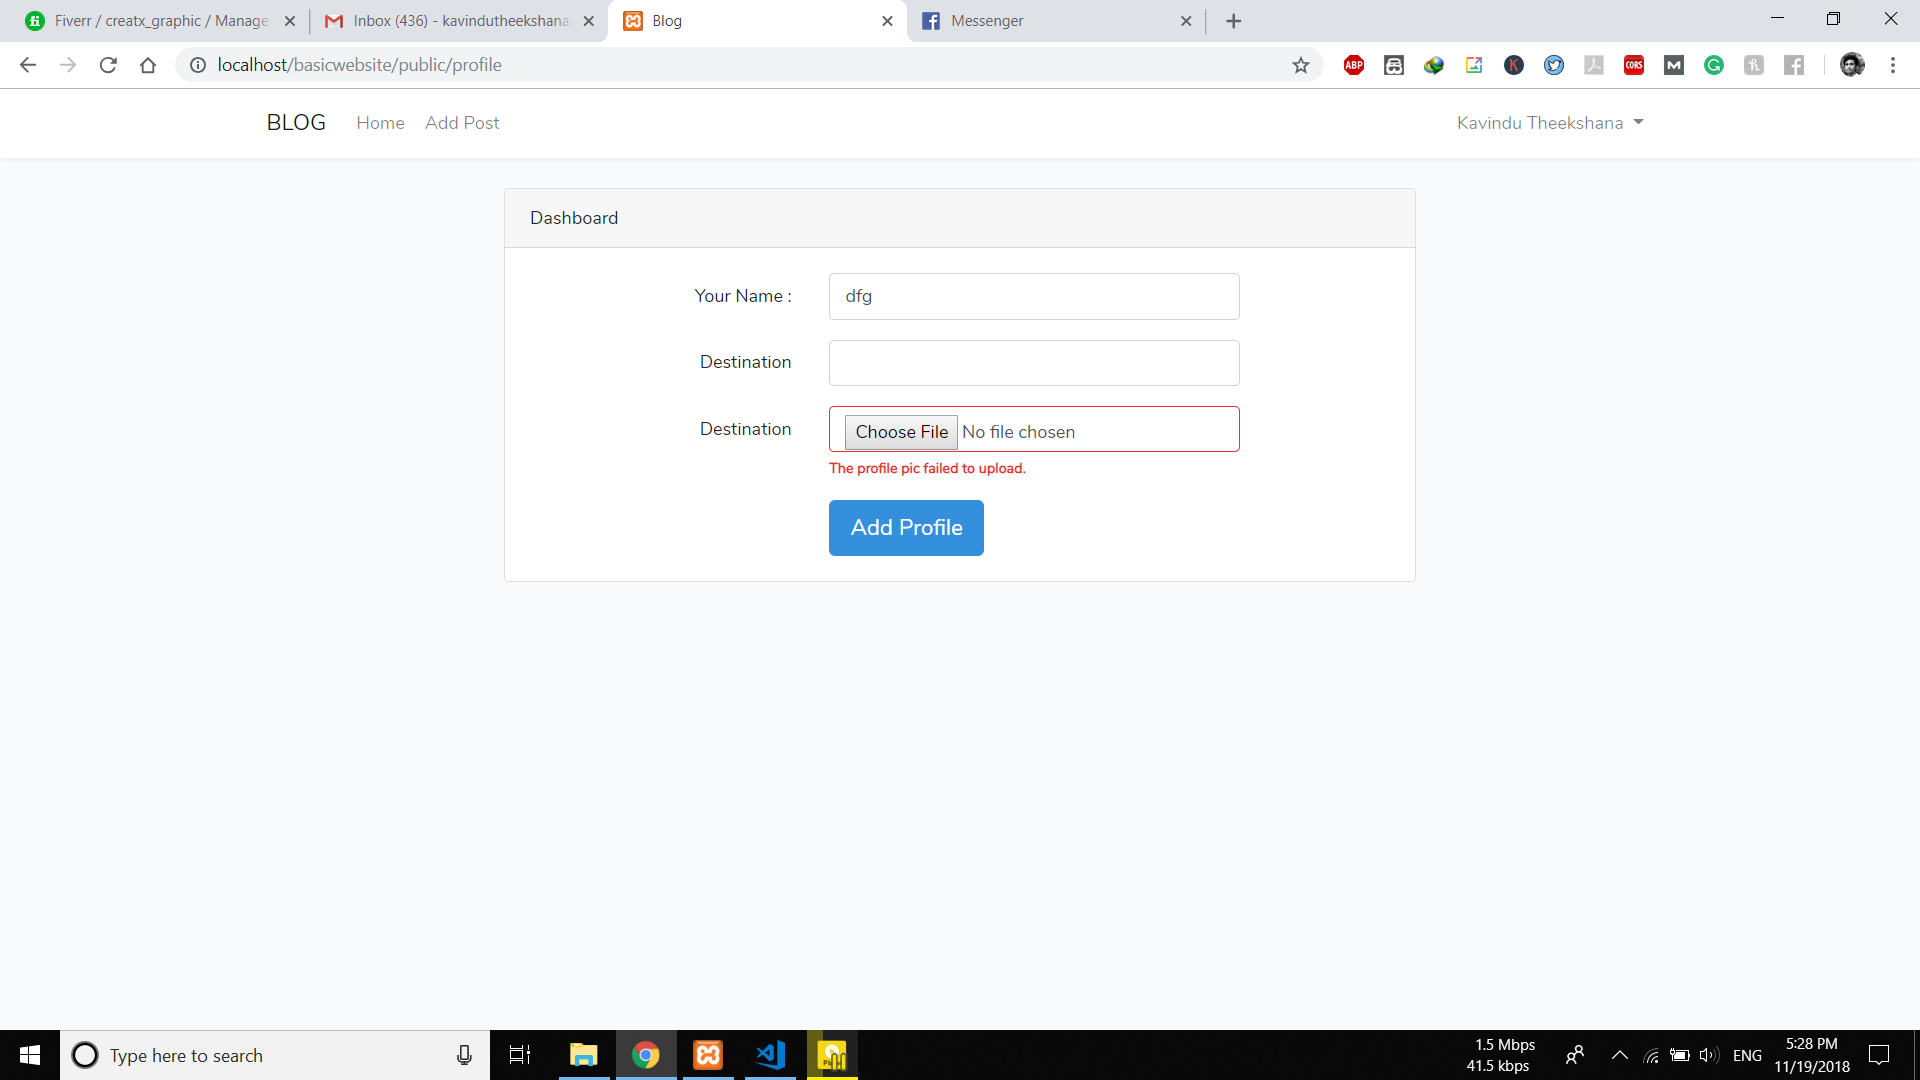 Fiverr / creatx_graphic / Manage
Inbox (436) - kavindutheekshana
Blog
Messenger
localhost/basicwebsite/public/profile
ABP
CORS
BLOG
Home
Add Post
Kavindu Theekshana
Dashboard
Your Name :
dfg
Destination
Destination
Choose File
No file chosen
The profile pic failed to upload.
Add Profile
Type here to search
1.5 Mbps
41.5 kbps
ENG
5:28 PM
11/19/2018